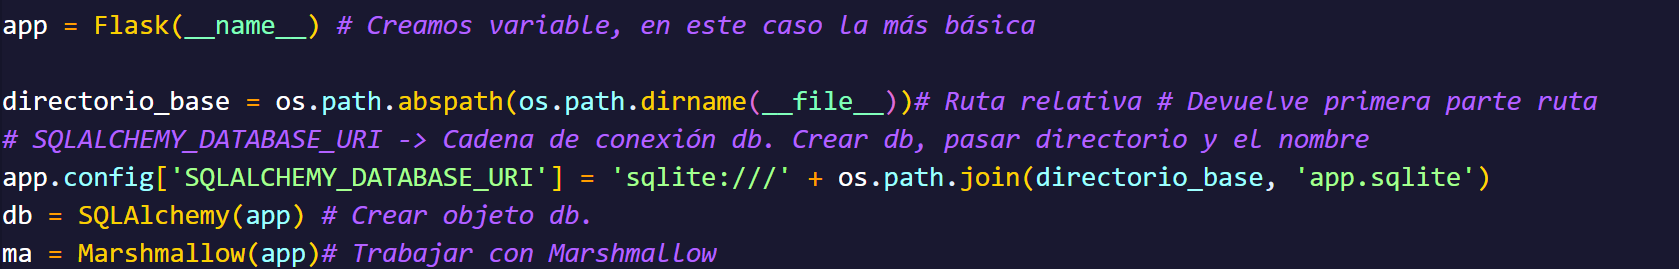 app = Flask(__name__) # Creamos variable, en este caso la más básica
directorio_base = os.path.abspath(os.path.dirname(__file__))# Ruta relativa # Devuelve primera parte ruta
# SQLALCHEMY_DATABASE_URI -> Cadena de conexión db. Crear db, pasar directorio y el nombre
app.config['SQLALCHEMY_DATABASE_URI'] = 'sqlite:///' + os.path.join(directorio_base, 'app.sqlite')
db = SQLAlchemy(app) # Crear objeto db.
ma = Marshmallow(app)# Trabajar con Marshmallow